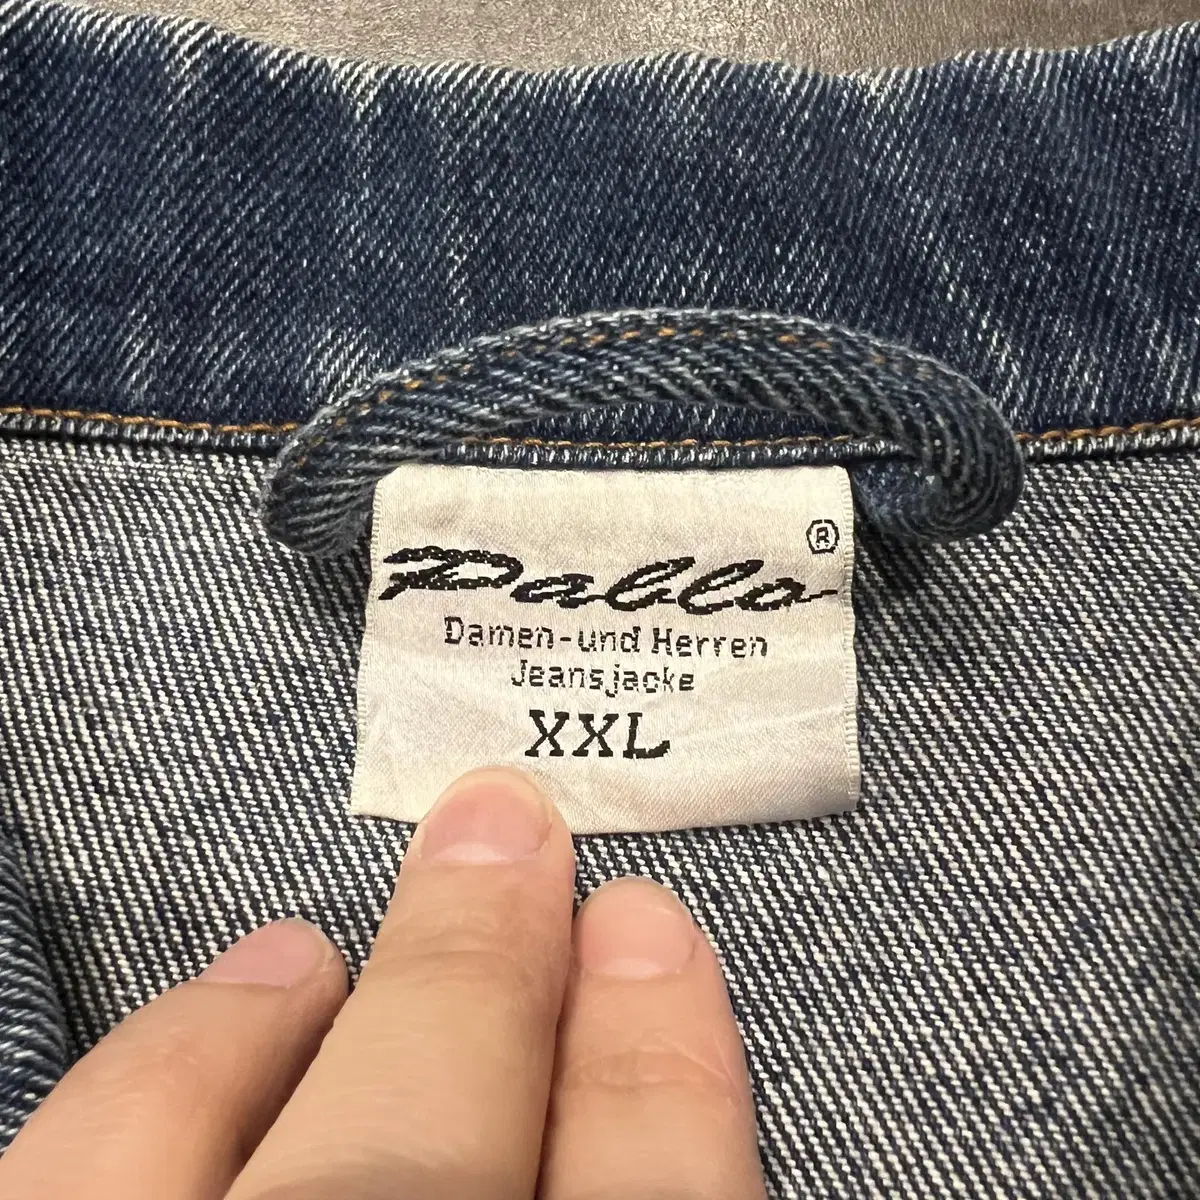 Pablo®
Damen-und Herren
Jeansjacke
XXL